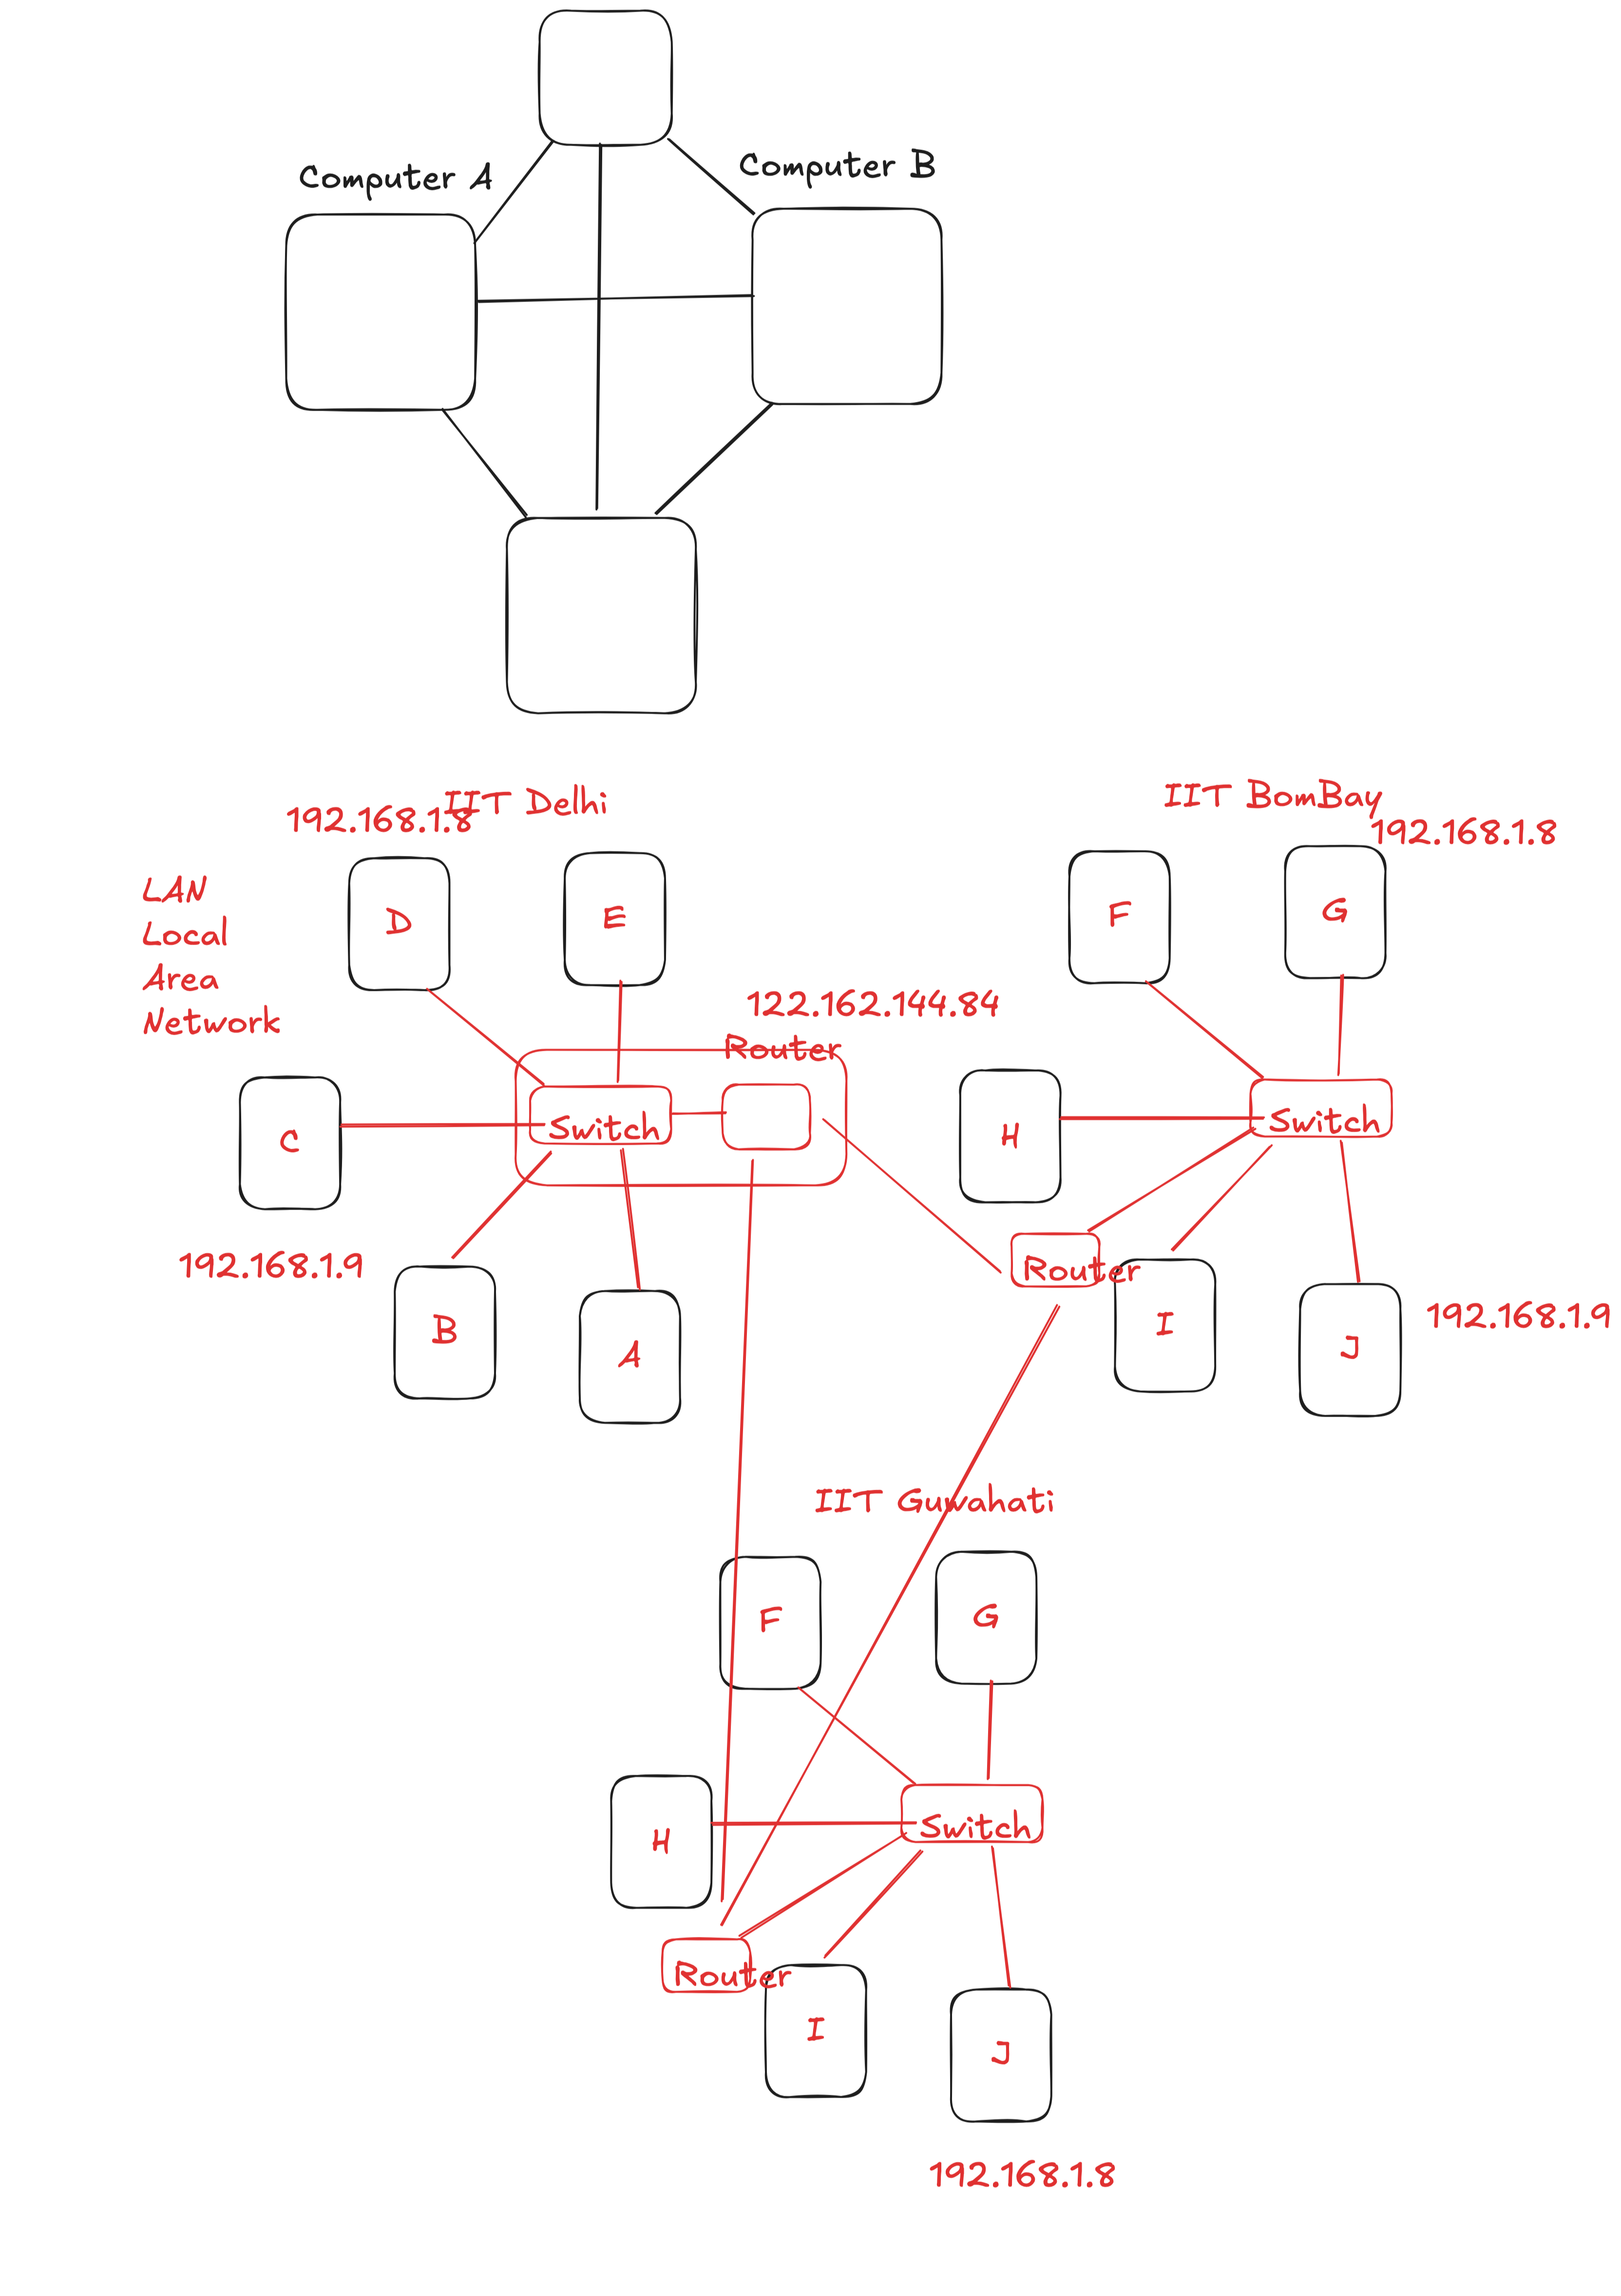 Computer A
Computer B
IIT Delhi
192.168.1.8
IIT BomBay
192.168.1.8
LAN
Local
Area
Network
D
E
F
G
122.162.144.84
Router
C
Switch
H
Switch
192.168.1.9
B
A
Router
I
J
192.168.1.9
IIT Guwahati
F
G
H
Switch
Router
I
J
192.168.1.8